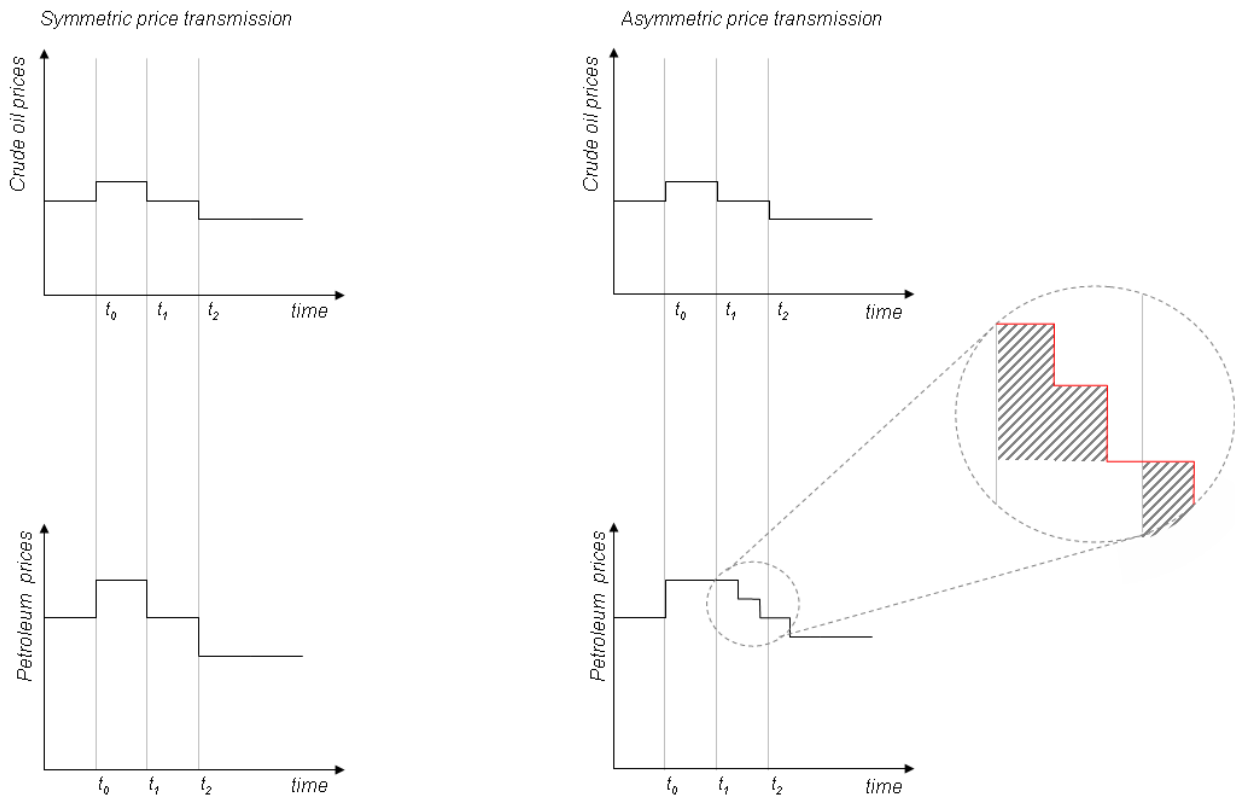 Symmetric price transmission
Asymmetric price transmission
Crude oil prices
t0 t1 t2 time
Crude oil prices
t0 t1 t2 time
Petroleum prices
t0 t1 t2 time
Petroleum prices
t0 t1 t2 time